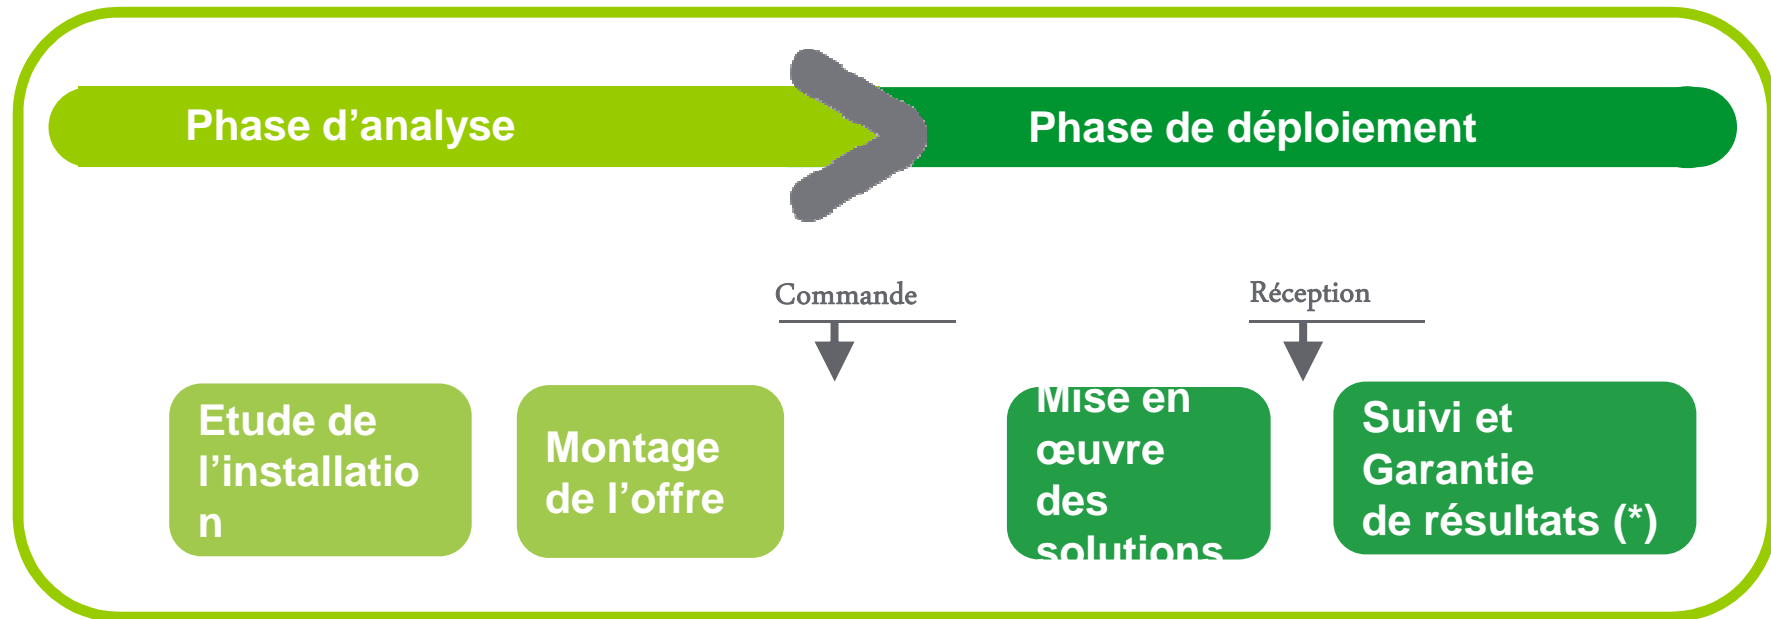 Phase d’analyse
Phase de déploiement
Commande
Réception
Etude de
l’installatio
n
Montage
de l’offre
Mise en
œuvre
des
solutions
Suivi et
Garantie
de résultats (*)